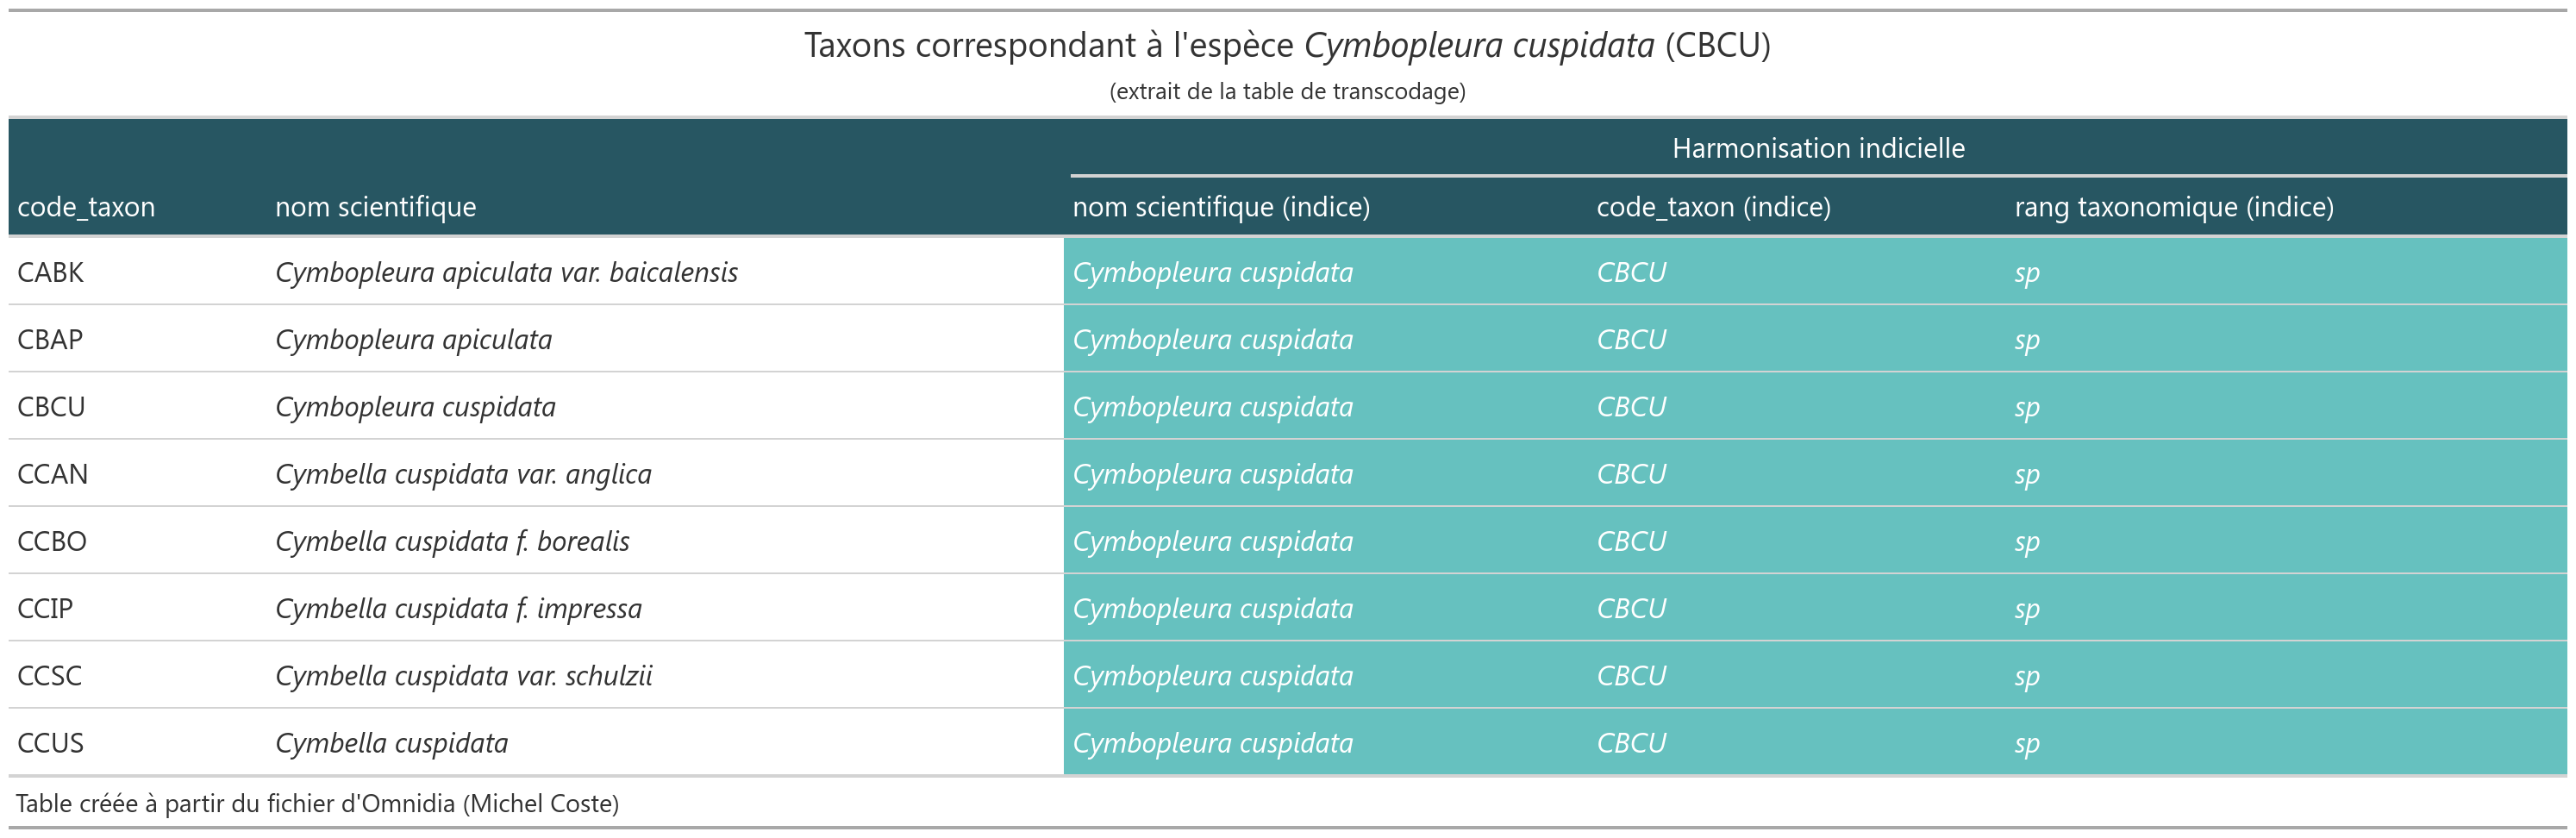 Taxons correspondant à l'espèce Cymbopleura cuspidata (CBCU)
(extrait de la table de transcodage)
Harmonisation indicielle
code_taxon nom scientifique nom scientifique (indice) code_taxon (indice) rang taxonomique (indice)
CABK Cymbopleura apiculata var. baicalensis Cymbopleura cuspidata CBCU sp
CBAP Cymbopleura apiculata Cymbopleura cuspidata CBCU sp
CBCU Cymbopleura cuspidata Cymbopleura cuspidata CBCU sp
CCAN Cymbella cuspidata var. anglica Cymbopleura cuspidata CBCU sp
CCBO Cymbella cuspidata f. borealis Cymbopleura cuspidata CBCU sp
CCIP Cymbella cuspidata f. impressa Cymbopleura cuspidata CBCU sp
CCSC Cymbella cuspidata var. schulzii Cymbopleura cuspidata CBCU sp
CCUS Cymbella cuspidata Cymbopleura cuspidata CBCU sp
Table créée à partir du fichier d'Omnidia (Michel Coste)